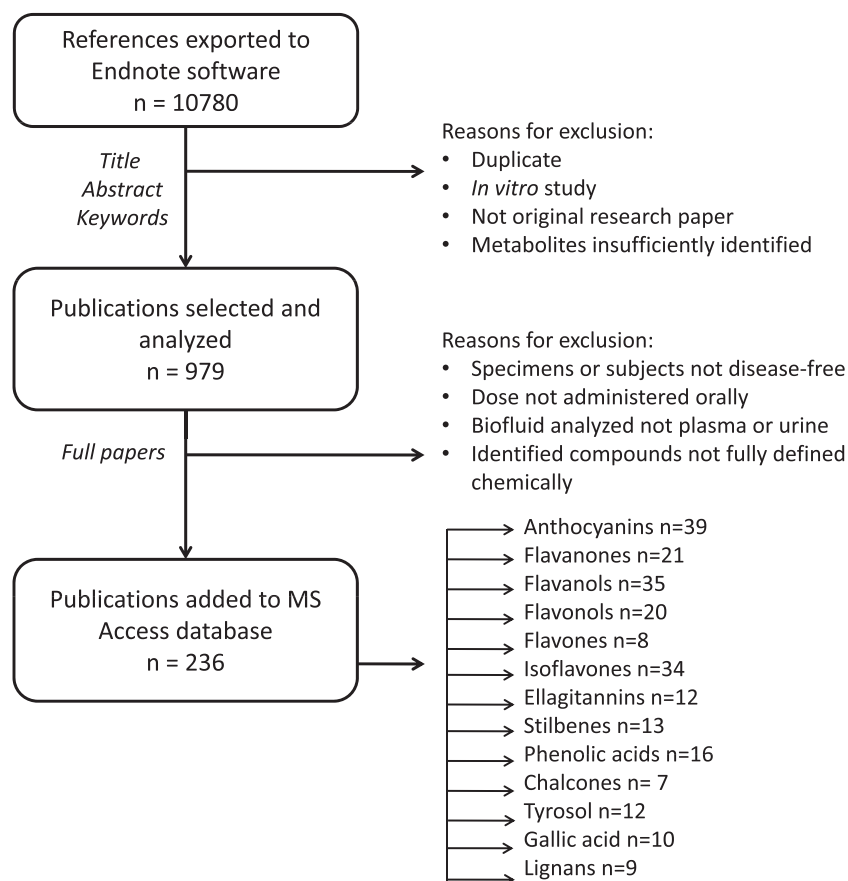 References exported to
Endnote software
n = 10780
Title
Abstract
Keywords
Reasons for exclusion:
• Duplicate
• In vitro study
• Not original research paper
• Metabolites insufficiently identified
Publications selected and
analyzed
n = 979
Full papers
Reasons for exclusion:
• Specimens or subjects not disease-free
• Dose not administered orally
• Biofluid analyzed not plasma or urine
• Identified compounds not fully defined
chemically
Publications added to MS
Access database
n = 236
Anthocyanins n=39
Flavanones n=21
Flavanols n=35
Flavonols n=20
Flavones n=8
Isoflavones n=34
Ellagitannins n=12
Stilbenes n=13
Phenolic acids n=16
Chalcones n= 7
Tyrosol n=12
Gallic acid n=10
Lignans n=9